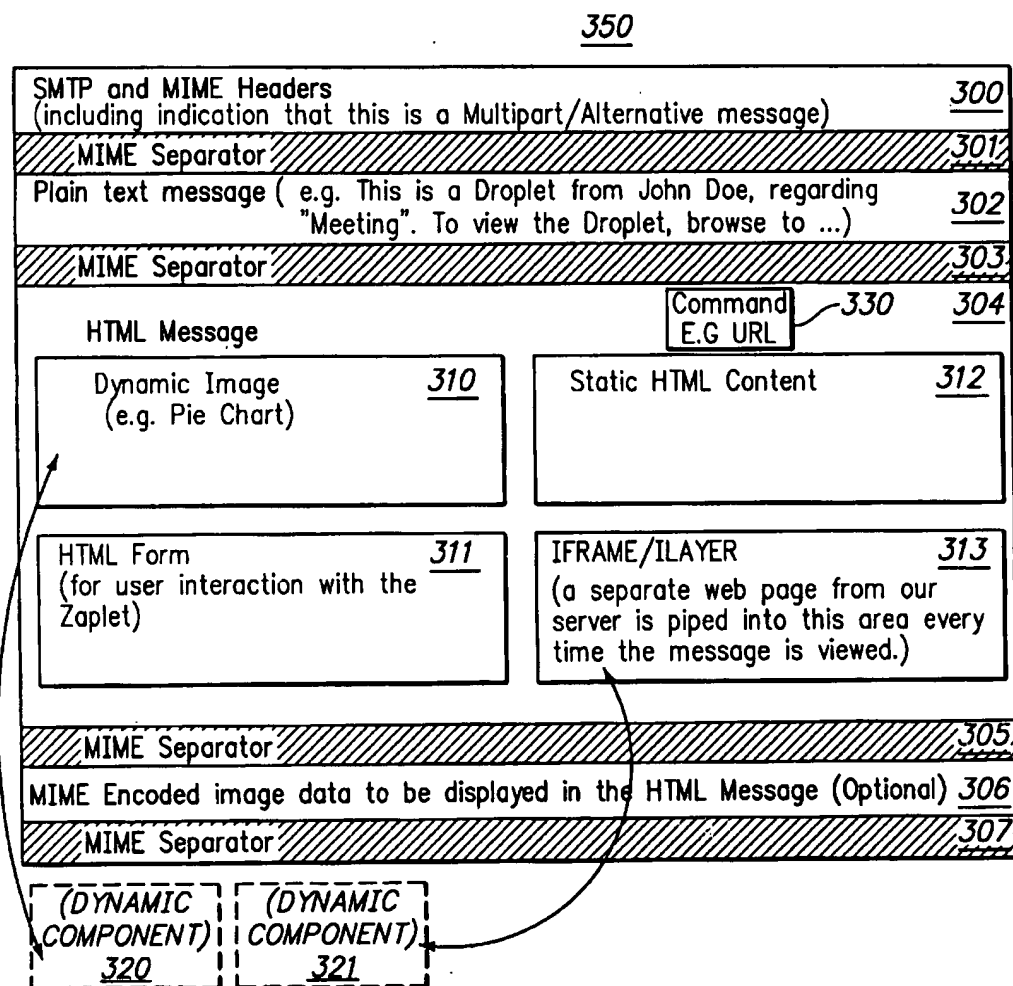 350
SMTP and MIME Headers 300
(including indication that this is a Multipart/Alternative message)
MIME Separator 301
Plain text message ( e.g. This is a Droplet from John Doe, regarding 302
"Meeting". To view the Droplet, browse to ...)
MIME Separator 303
Command 330 304
E.G URL
HTML Message
Dynamic Image 310
(e.g. Pie Chart)
Static HTML Content 312
HTML Form 311
(for user interaction with the
Zaplet)
IFRAME/ILAYER 313
(a separate web page from our
server is piped into this area every
time the message is viewed.)
MIME Separator 305
MIME Encoded image data to be displayed in the HTML Message (Optional) 306
MIME Separator 307
(DYNAMIC
COMPONENT)
320
(DYNAMIC
COMPONENT)
321